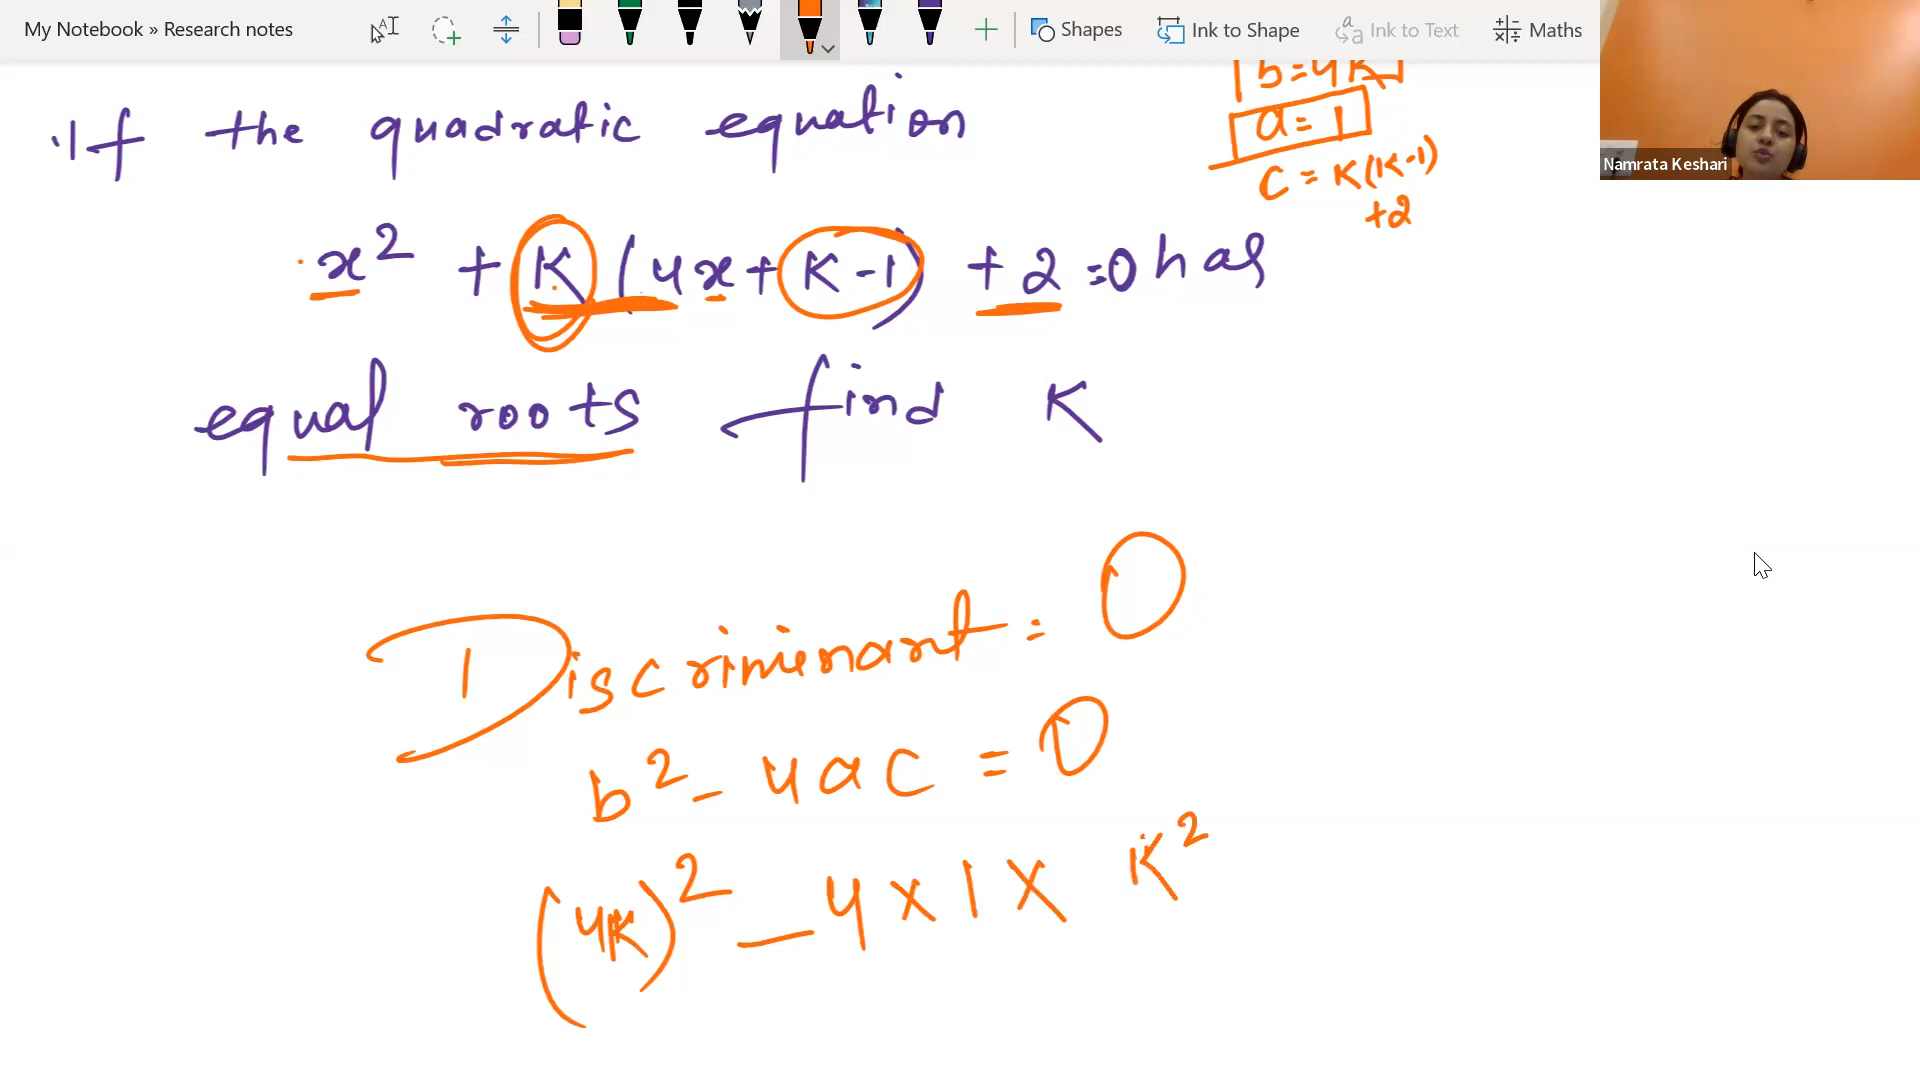 My Notebook » Research notes
Shapes
Ink to Shape
Ink to Text
Maths
Namrata Keshari
b=4K
a=1
C = K(K-1)
+2
If the quadratic equation
x² + K (4x+K-1) +2=0 has
equal roots find K
Discriminant = 0
b² - 4ac = 0
(4K)² - 4×1× K²